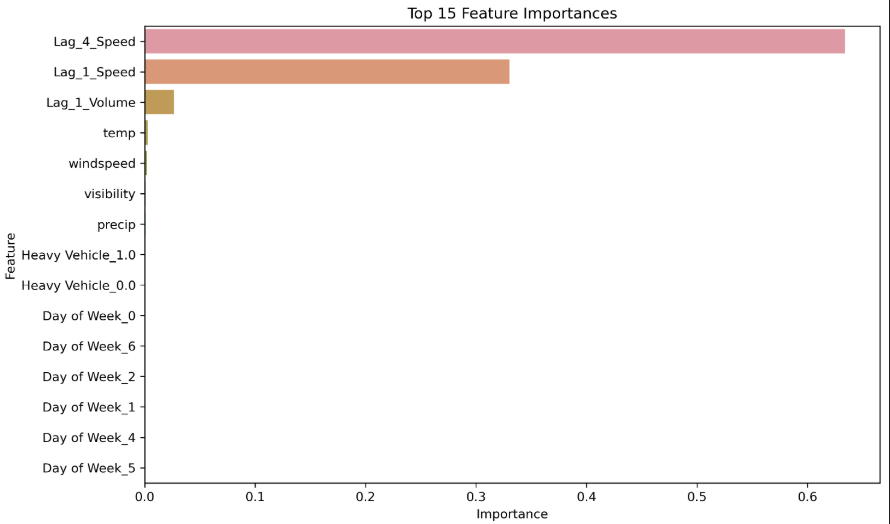 Top 15 Feature Importances
Feature
Lag_4_Speed
Lag_1_Speed
Lag_1_Volume
temp
windspeed
visibility
precip
Heavy Vehicle_1.0
Heavy Vehicle_0.0
Day of Week_0
Day of Week_6
Day of Week_2
Day of Week_1
Day of Week_4
Day of Week_5
0.0 0.1 0.2 0.3 0.4 0.5 0.6
Importance